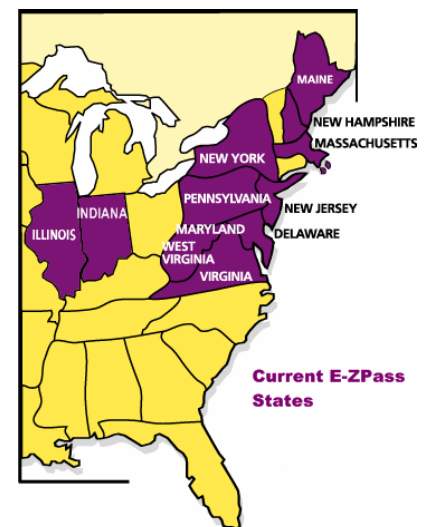 MAINE
NEW HAMPSHIRE
MASSACHUSETTS
NEW YORK
PENNSYLVANIA
INDIANA
NEW JERSEY
ILLINOIS
MARYLAND
DELAWARE
WEST
VIRGINIA
VIRGINIA
Current E-ZPass
States